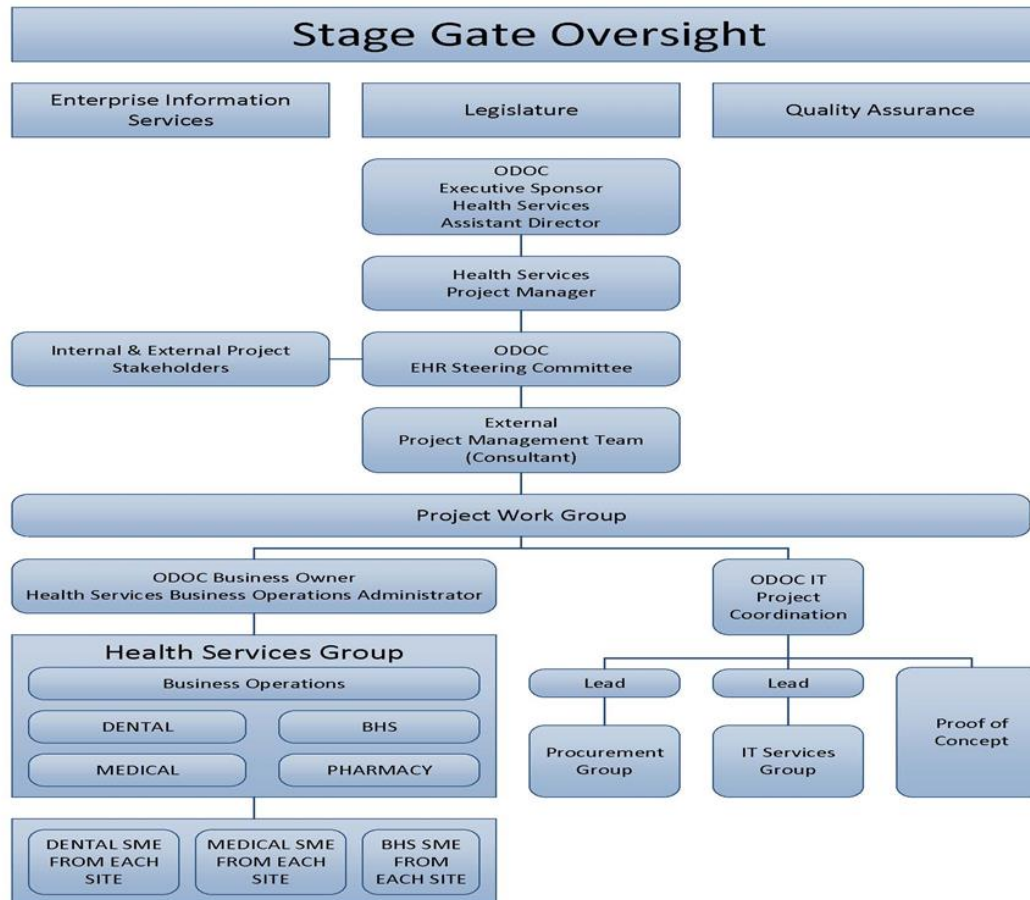 Stage Gate Oversight
Enterprise Information
Services
Legislature
Quality Assurance
ODOC
Executive Sponsor
Health Services
Assistant Director
Health Services
Project Manager
Internal & External Project
Stakeholders
ODOC
EHR Steering Committee
External
Project Management Team
(Consultant)
Project Work Group
ODOC Business Owner
Health Services Business Operations Administrator
ODOC IT
Project
Coordination
Health Services Group
Business Operations
DENTAL
BHS
MEDICAL
PHARMACY
Lead
Lead
Procurement
Group
IT Services
Group
Proof of
Concept
DENTAL SME
FROM EACH
SITE
MEDICAL SME
FROM EACH
SITE
BHS SME
FROM
EACH SITE